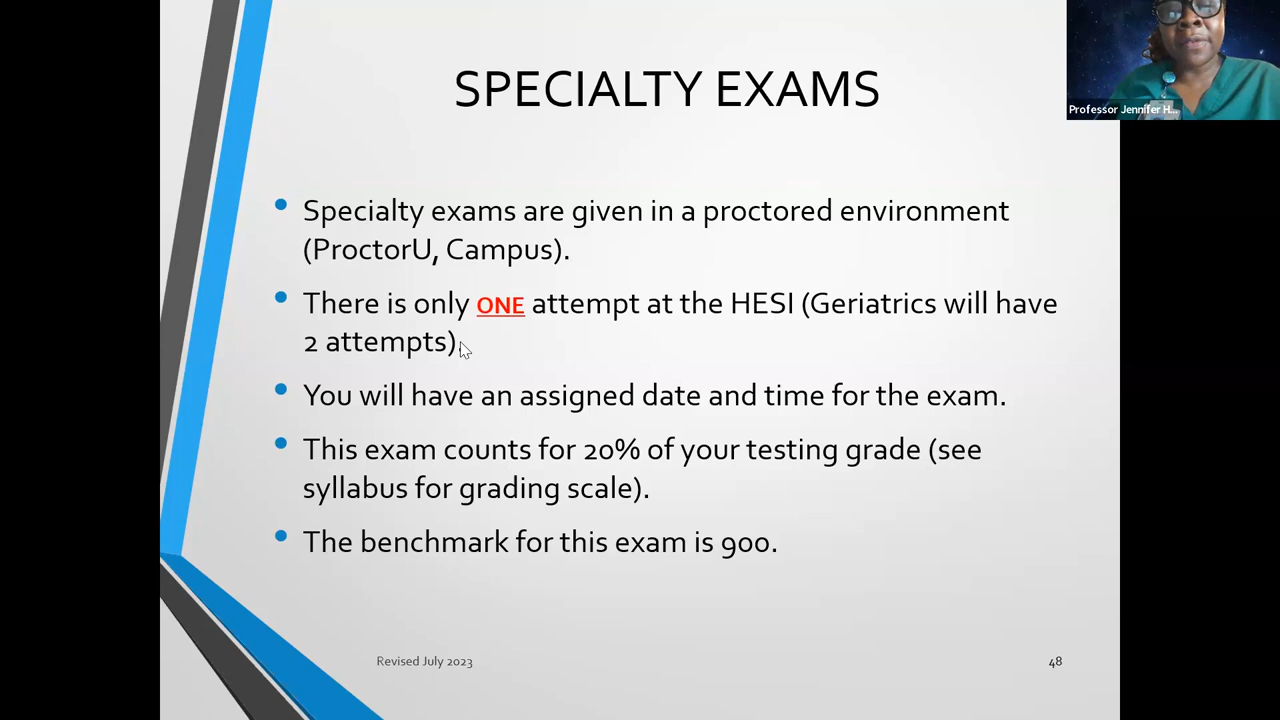 SPECIALTY EXAMS
Professor Jennifer H...
• Specialty exams are given in a proctored environment
(ProctorU, Campus).
• There is only ONE attempt at the HESI (Geriatrics will have
2 attempts).
• You will have an assigned date and time for the exam.
• This exam counts for 20% of your testing grade (see
syllabus for grading scale).
• The benchmark for this exam is 900.
Revised July 2023
48